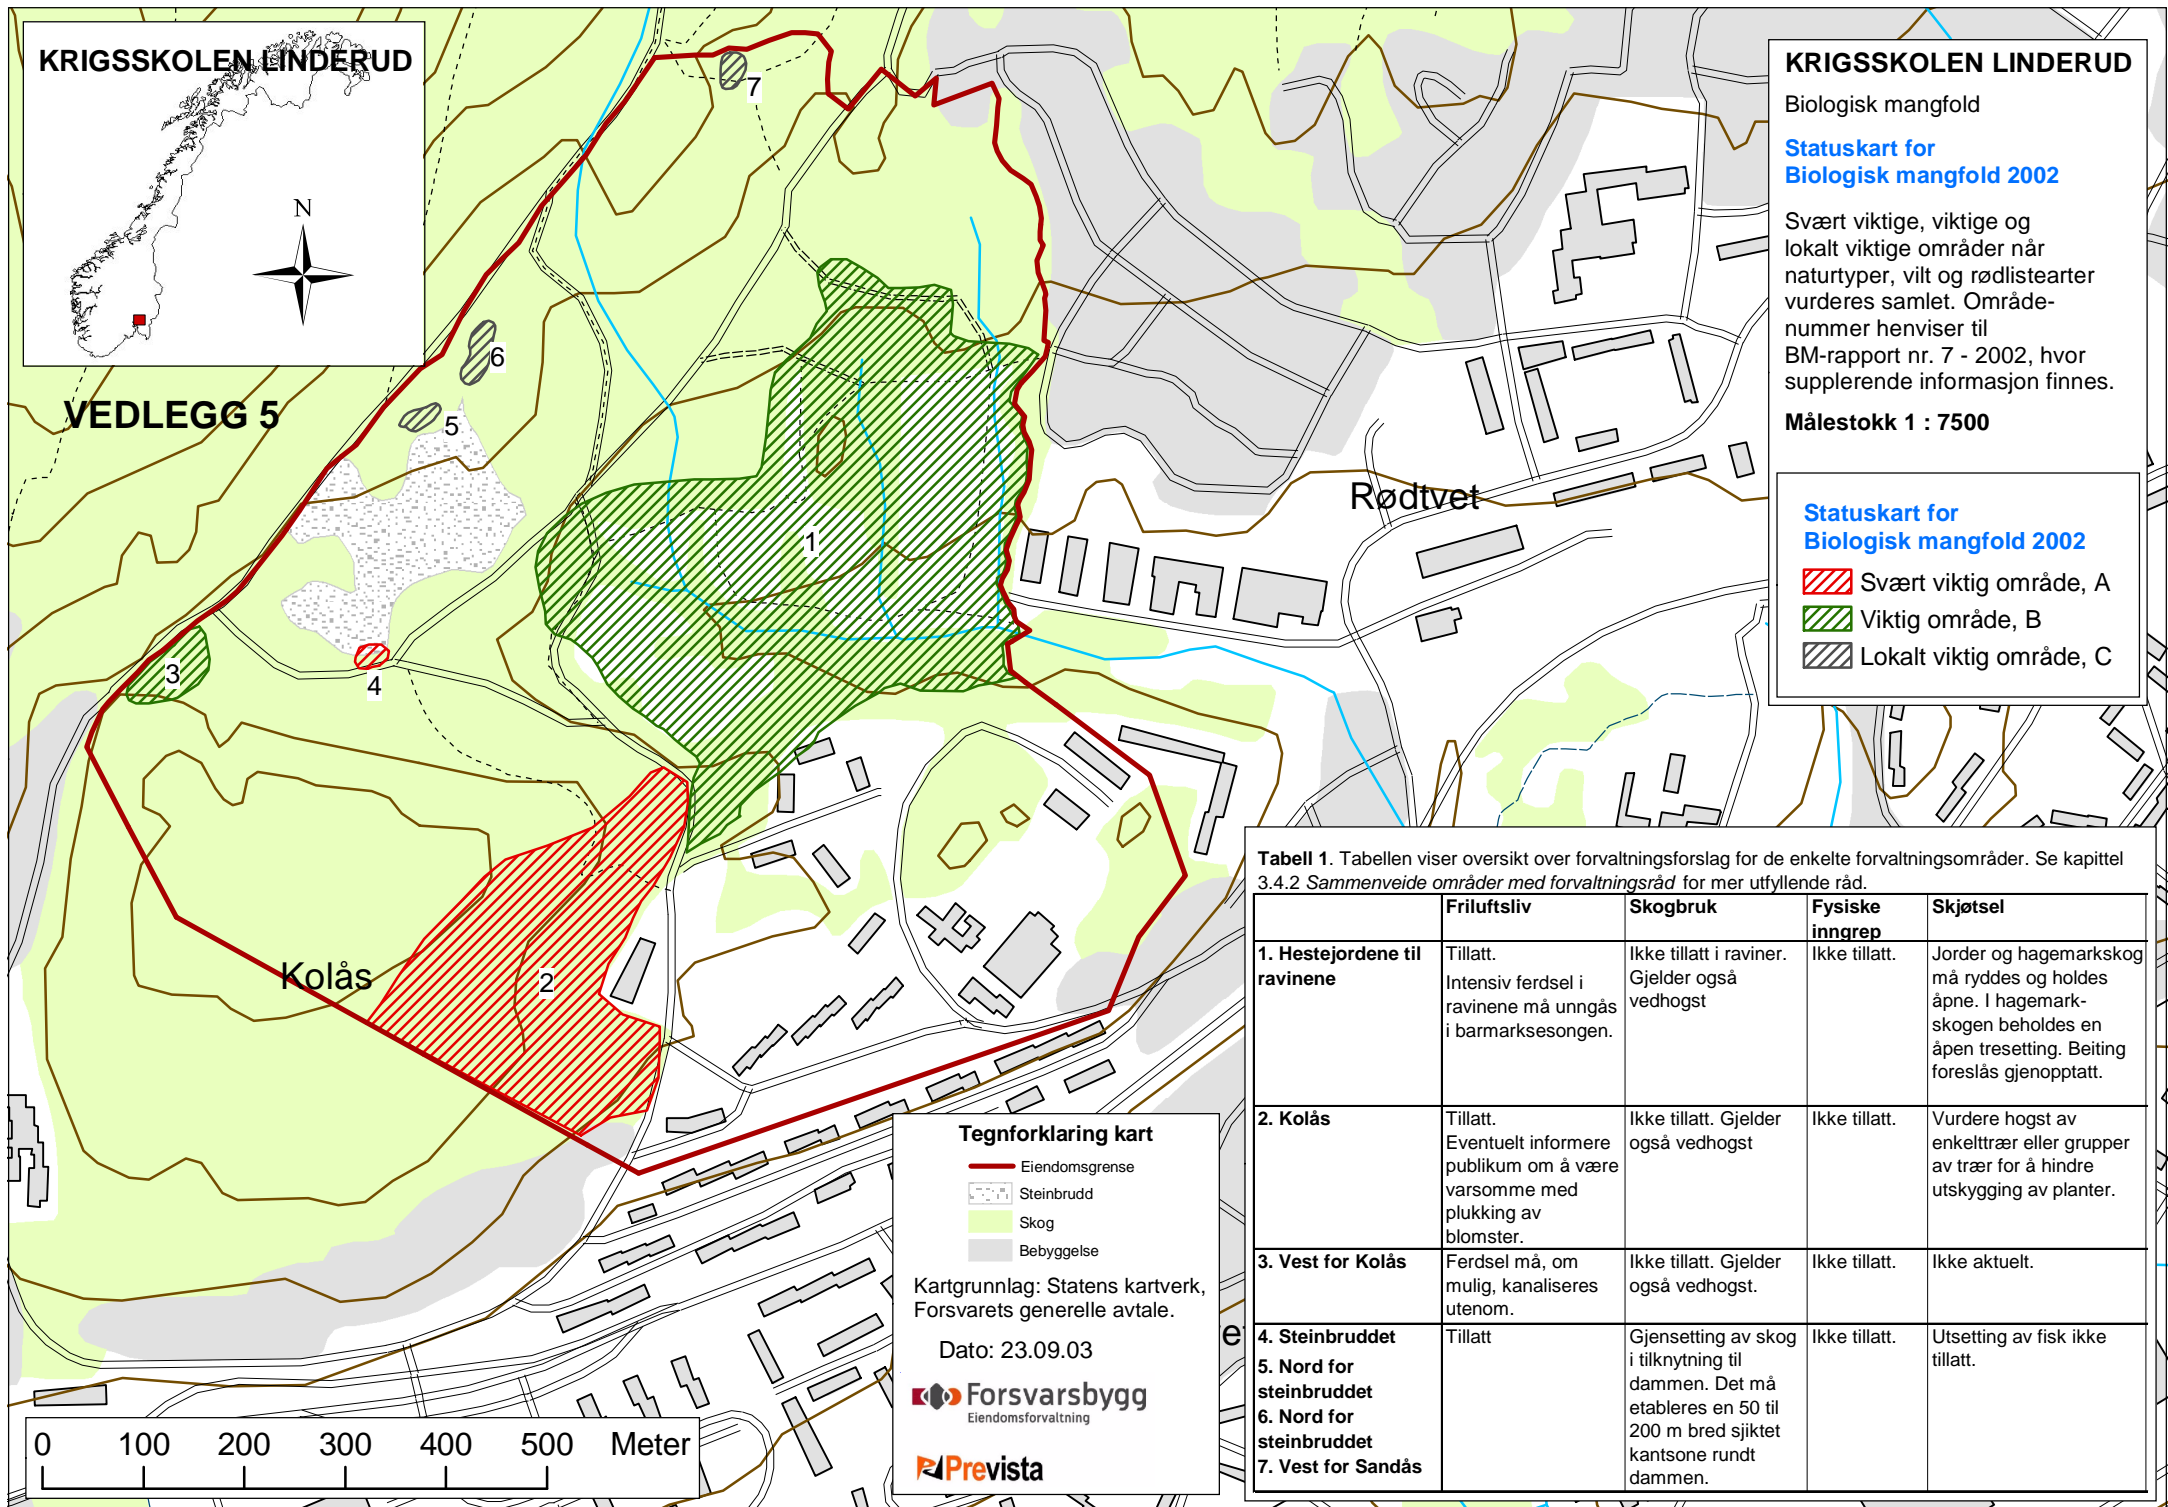 KRIGSSKOLEN LINDERUD
N
VEDLEGG 5
7
6
5
1
3
4
2
Kolås
Rødtvet
KRIGSSKOLEN LINDERUD
Biologisk mangfold
Statuskart for
Biologisk mangfold 2002
Svært viktige, viktige og
lokalt viktige områder når
naturtyper, vilt og rødlistearter
vurderes samlet. Område-
nummer henviser til
BM-rapport nr. 7 - 2002, hvor
supplerende informasjon finnes.
Målestokk 1 : 7500
Statuskart for
Biologisk mangfold 2002
Svært viktig område, A
Viktig område, B
Lokalt viktig område, C
Tabell 1. Tabellen viser oversikt over forvaltningsforslag for de enkelte forvaltningsområder. Se kapittel
3.4.2 Sammenveide områder med forvaltningsråd for mer utfyllende råd.
Friluftsliv
Skogbruk
Fysiske
inngrep
Skjøtsel
1. Hestejordene til
ravinene
Tillatt.
Intensiv ferdsel i
ravinene må unngås
i barmarksesongen.
Ikke tillatt i raviner.
Gjelder også
vedhogst
Ikke tillatt.
Jorder og hagemarkskog
må ryddes og holdes
åpne. I hagemark-
skogen beholdes en
åpen tresetting. Beiting
foreslås gjenopptatt.
2. Kolås
Tillatt.
Eventuelt informere
publikum om å være
varsomme med
plukking av
blomster.
Ikke tillatt. Gjelder
også vedhogst
Ikke tillatt.
Vurdere hogst av
enkelttrær eller grupper
av trær for å hindre
utskygging av planter.
3. Vest for Kolås
Ferdsel må, om
mulig, kanaliseres
utenom.
Ikke tillatt. Gjelder
også vedhogst.
Ikke tillatt.
Ikke aktuelt.
4. Steinbruddet
5. Nord for
steinbruddet
6. Nord for
steinbruddet
7. Vest for Sandås
Tillatt
Gjensetting av skog
i tilknytning til
dammen. Det må
etableres en 50 til
200 m bred sjiktet
kantsone rundt
dammen.
Ikke tillatt.
Utsetting av fisk ikke
tillatt.
Tegnforklaring kart
Eiendomsgrense
Steinbrudd
Skog
Bebyggelse
Kartgrunnlag: Statens kartverk,
Forsvarets generelle avtale.
Dato: 23.09.03
Forsvarsbygg
Eiendomsforvaltning
Prevista
0 100 200 300 400 500 Meter